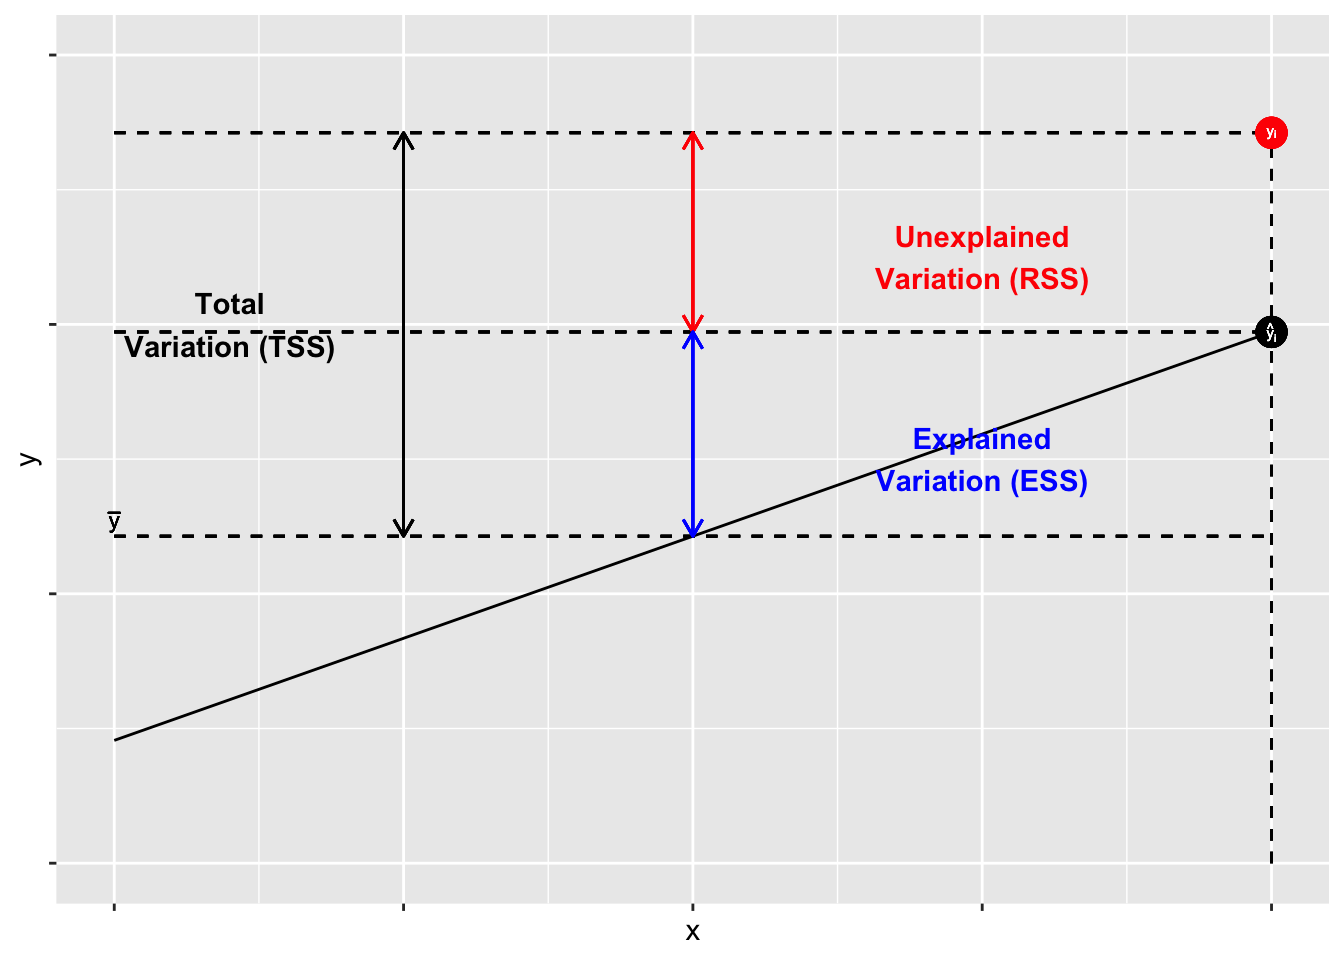 yᵢ
Unexplained
Variation (RSS)
Total
Variation (TSS)
ŷᵢ
Explained
Variation (ESS)
y
ȳ
x